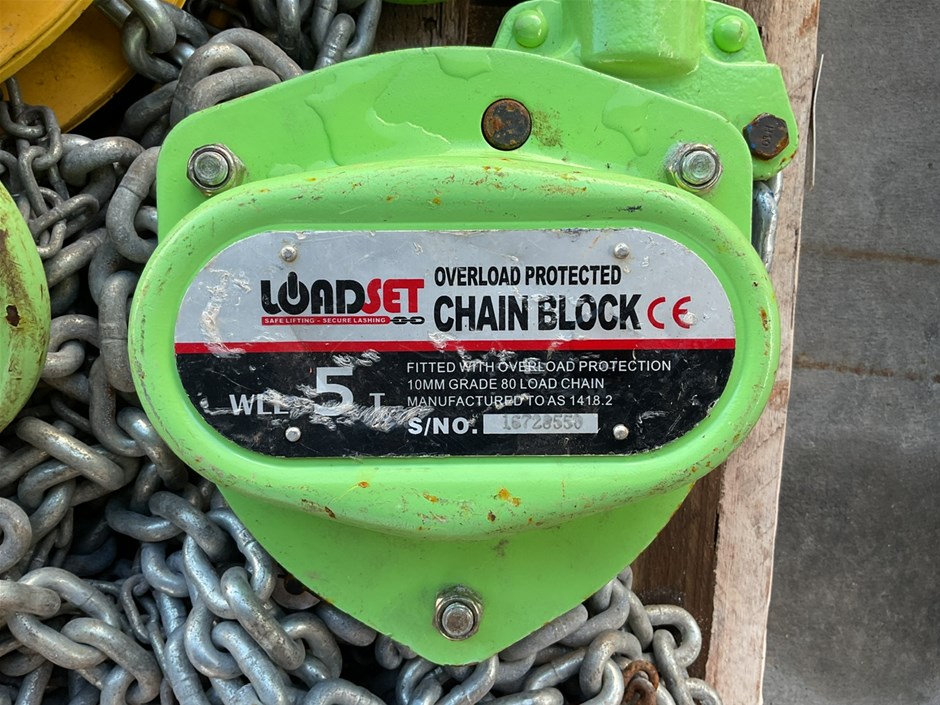 LOADSET
SAFE LIFTING - SECURE LASHING
OVERLOAD PROTECTED
CHAIN BLOCK CE
WLL 5 T
FITTED WITH OVERLOAD PROTECTION
10MM GRADE 80 LOAD CHAIN
MANUFACTURED TO AS 1418.2
S/NO.